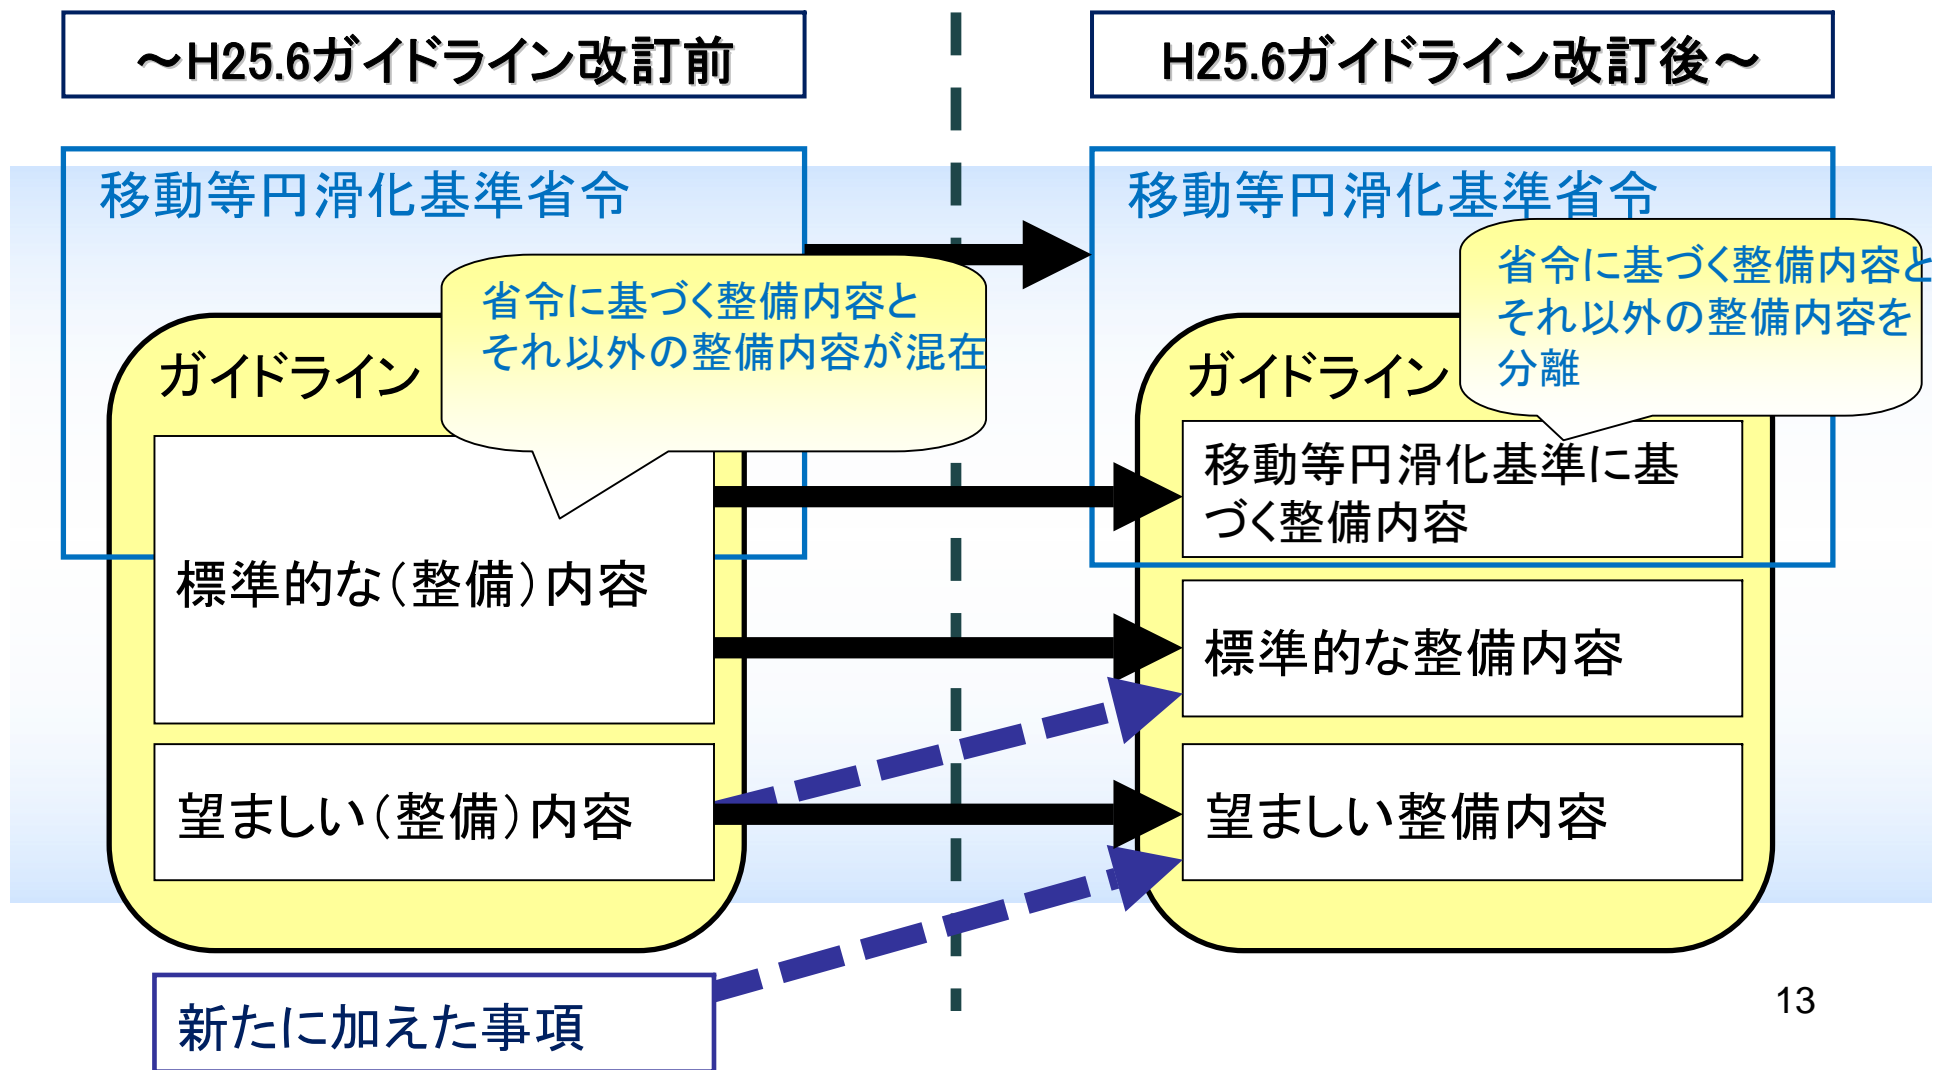 ～H25.6ガイドライン改訂前
移動等円滑化基準省令
省令に基づく整備内容と
それ以外の整備内容が混在
ガイドライン
標準的な（整備）内容
望ましい（整備）内容
新たに加えた事項
H25.6ガイドライン改訂後～
移動等円滑化基準省令
省令に基づく整備内容と
それ以外の整備内容を
分離
ガイドライン
移動等円滑化基準に基
づく整備内容
標準的な整備内容
望ましい整備内容
13